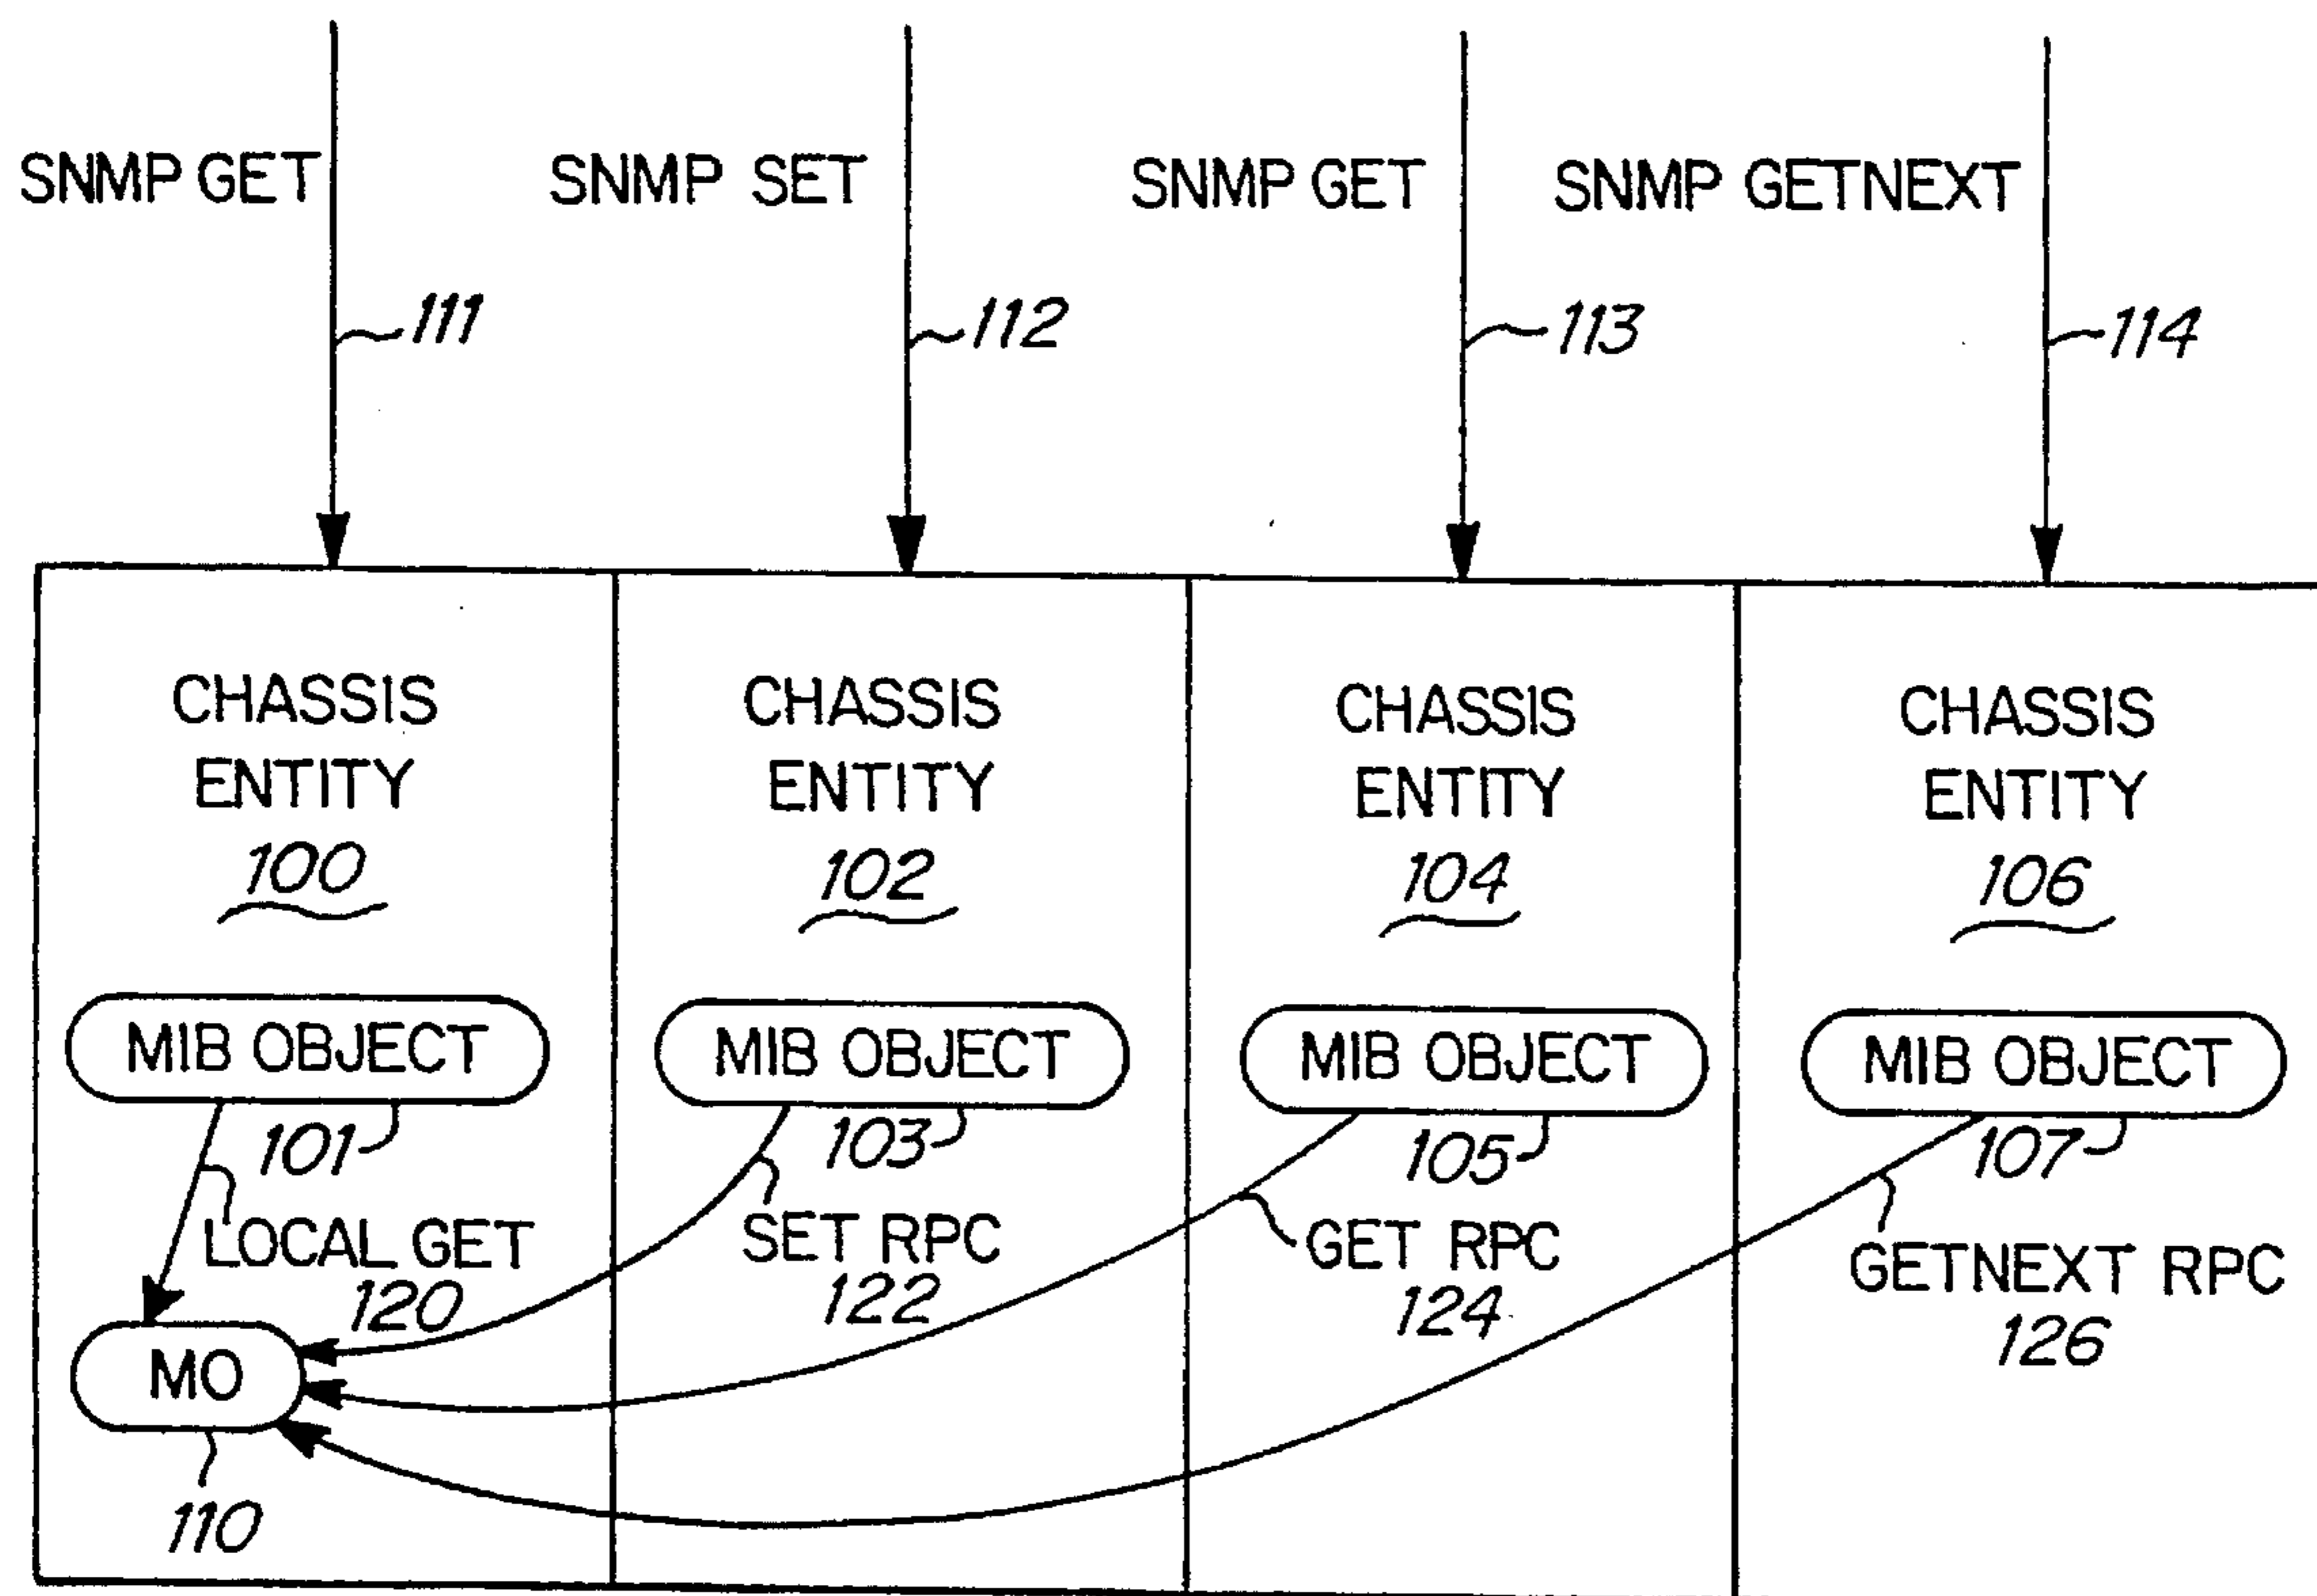 SNMP GET
SNMP SET
SNMP GET
SNMP GETNEXT
111
112
113
114
CHASSIS
ENTITY
100
CHASSIS
ENTITY
102
CHASSIS
ENTITY
104
CHASSIS
ENTITY
106
MIB OBJECT
MIB OBJECT
MIB OBJECT
MIB OBJECT
101
103
105
107
LOCAL GET
120
SET RPC
122
GET RPC
124
GETNEXT RPC
126
MO
110